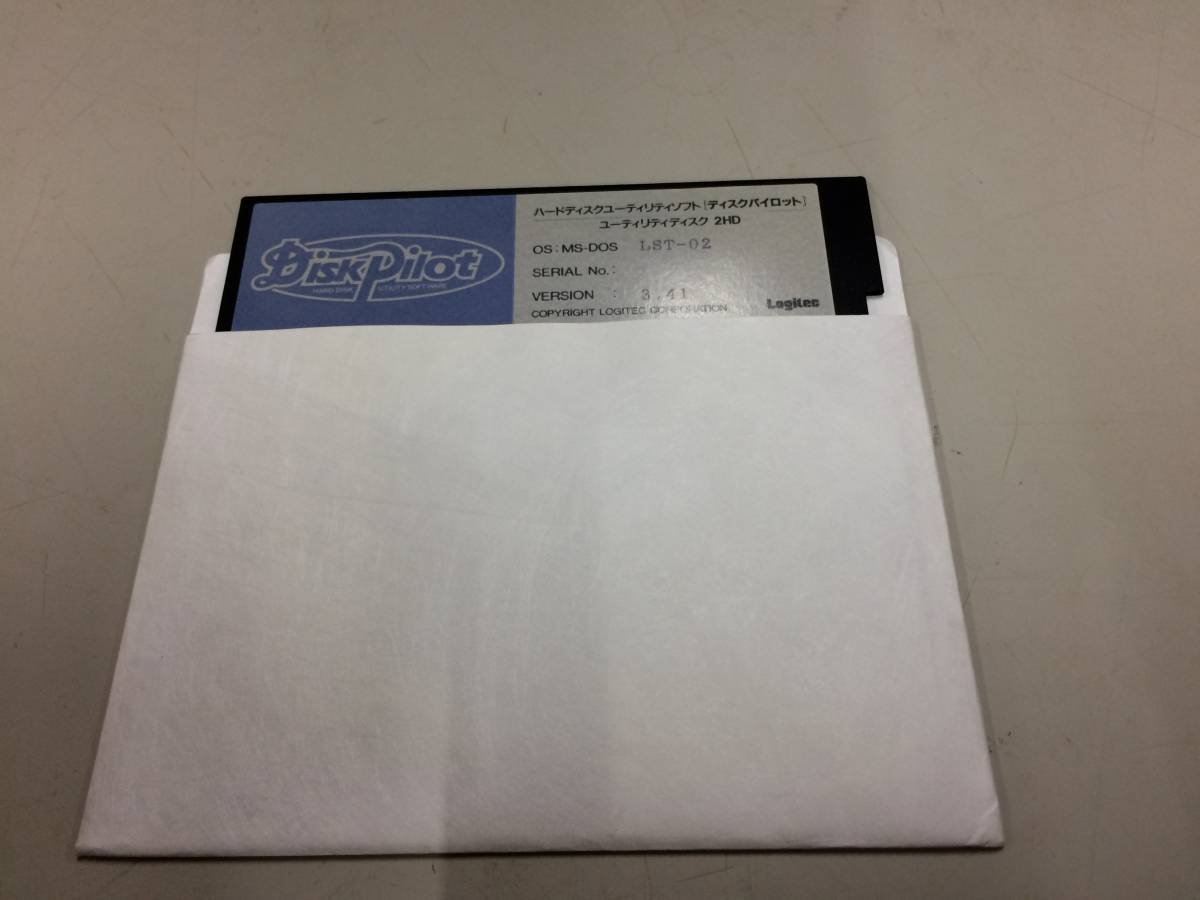 DiskPilot
HARD DISK UTILITY SOFTWARE
ハードディスクユーティリティソフト[ディスクパイロット]
ユーティリティディスク 2HD
OS:MS-DOS LST-02
SERIAL No.:
VERSION : 3.41
Logitec
COPYRIGHT LOGITEC CORPORATION